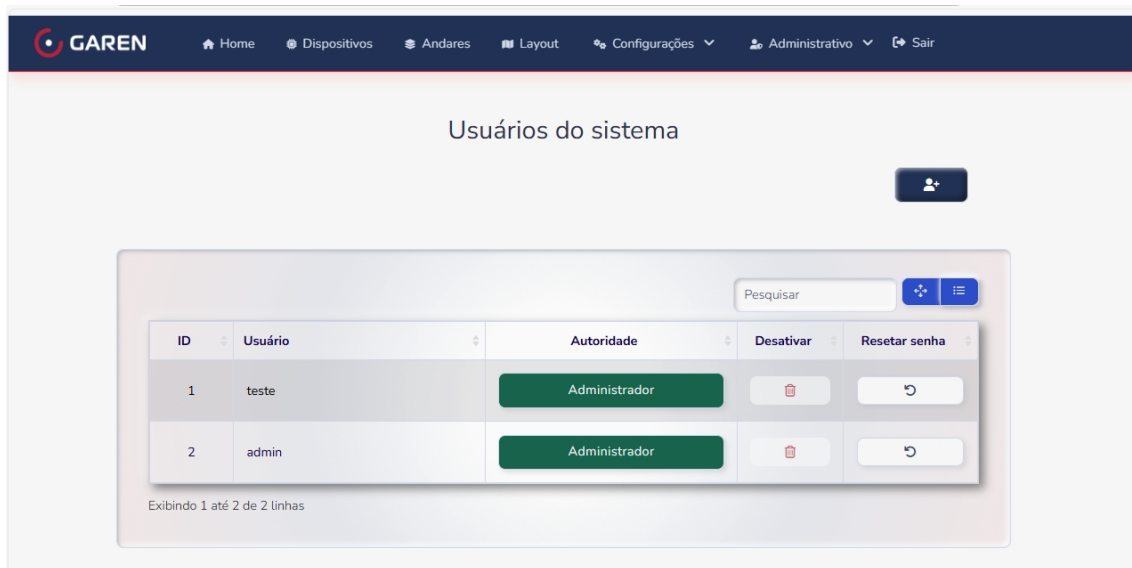 GAREN Home Dispositivos Andares Layout Configurações Administrativo Sair
Usuários do sistema
Pesquisar
ID Usuário Autoridade Desativar Resetar senha
1 teste Administrador
2 admin Administrador
Exibindo 1 até 2 de 2 linhas